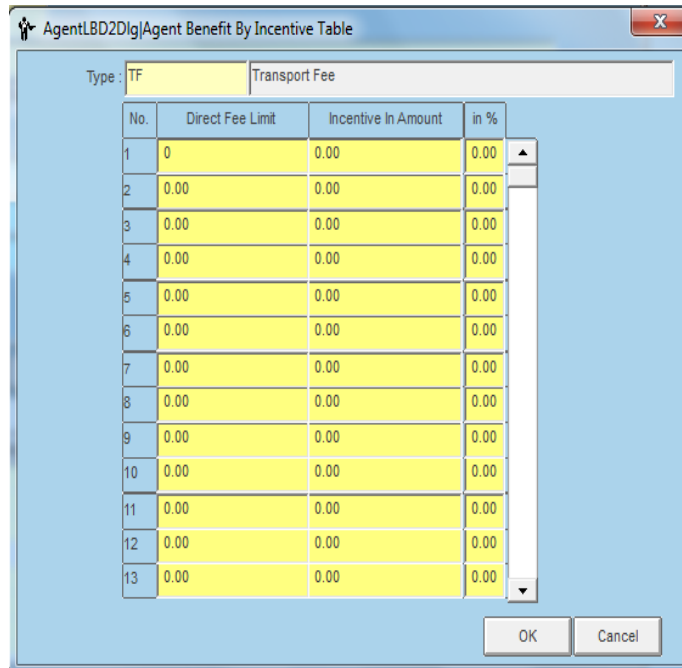 AgentLBD2Dlg|Agent Benefit By Incentive Table
X
Type : TF Transport Fee
No. Direct Fee Limit Incentive In Amount in %
1 0 0.00 0.00
2 0.00 0.00 0.00
3 0.00 0.00 0.00
4 0.00 0.00 0.00
5 0.00 0.00 0.00
6 0.00 0.00 0.00
7 0.00 0.00 0.00
8 0.00 0.00 0.00
9 0.00 0.00 0.00
10 0.00 0.00 0.00
11 0.00 0.00 0.00
12 0.00 0.00 0.00
13 0.00 0.00 0.00
OK Cancel